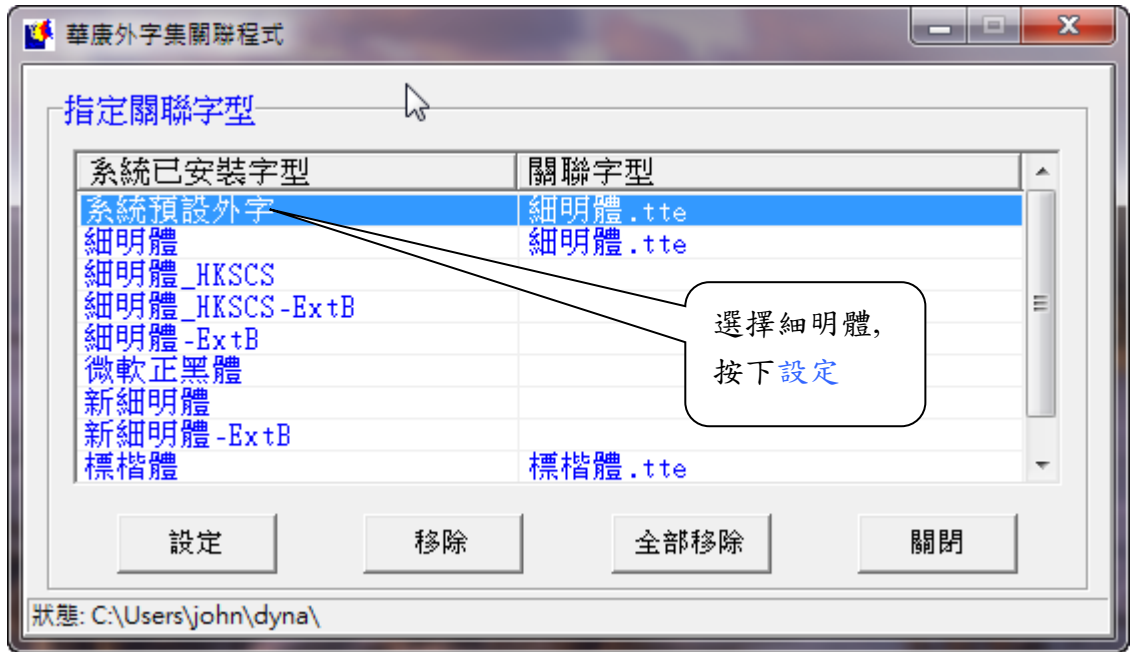 華康外字集關聯程式
指定關聯字型
系統已安裝字型 關聯字型
系統預設外字 細明體.tte
細明體 細明體.tte
細明體_HKSCS
細明體_HKSCS-ExtB
細明體-ExtB
微軟正黑體
新細明體
新細明體-ExtB
標楷體 標楷體.tte
選擇細明體,
按下設定
設定 移除 全部移除 關閉
狀態: C:\Users\john\dyna\